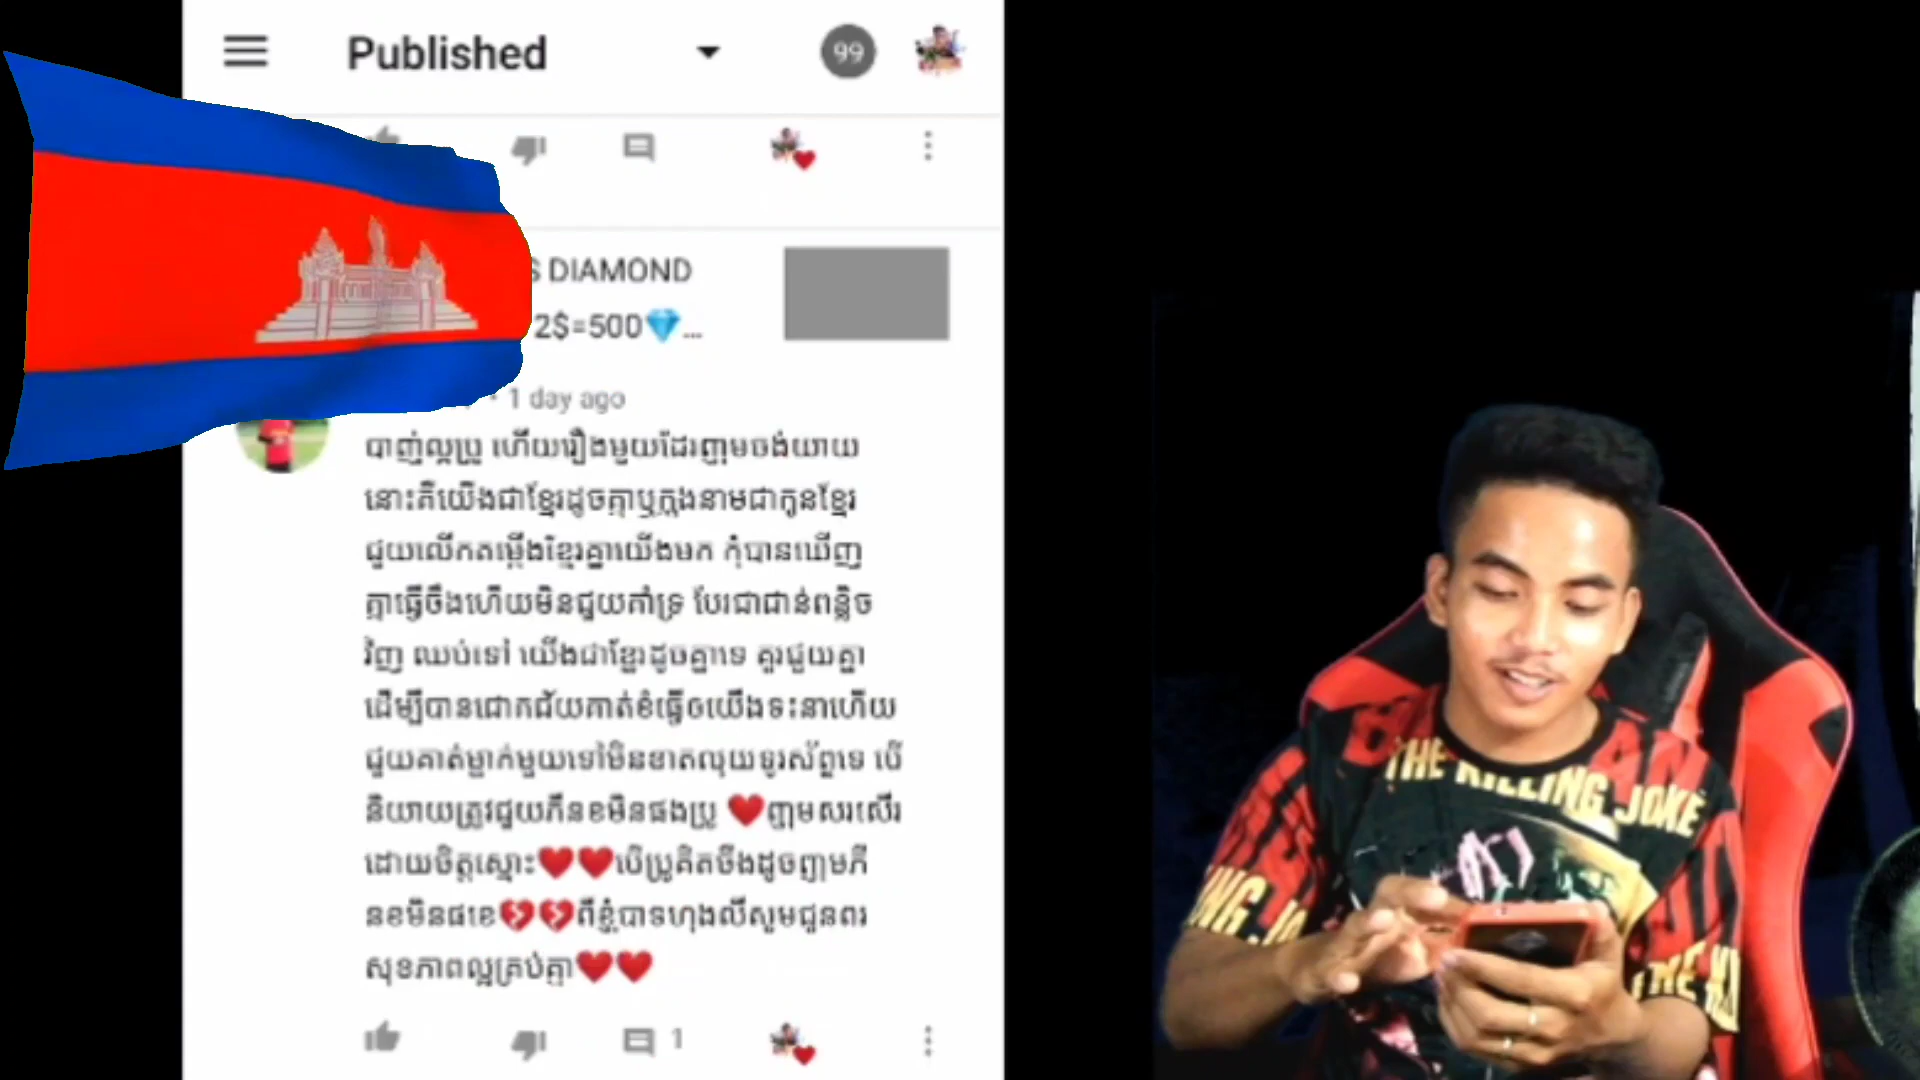 Published
99
S DIAMOND
2$=500💎...
• 1 day ago
បាញ់ល្អប្រូ ហើយរឿងមួយដែរញុមចង់យាយ
នោះគឺយើងជាខ្មែរដូចគ្នាឬក្នុងនាមជាកូនខ្មែរ
ជួយលើកតម្កើងខ្មែរគ្នាយើងមក កុំបានឃើញ
គ្នាធ្វើចឹងហើយមិនជួយគាំទ្រ បែរជាជាន់ពន្លិច
វិញ ឈប់ទៅ យើងជាខ្មែរដូចគ្នាទេ គួរជួយគ្នា
ដើម្បីបានជោគជ័យគាត់ខំធ្វើឲយើងទះនាហើយ
ជួយគាត់ម្នាក់មួយទៅមិនខាតលុយទូរស័ព្ទទេ បើ
និយាយត្រូវជួយភីនខមិនផងប្រូ ❤️ញុមសរសើរ
ដោយចិត្តស្មោះ❤️❤️បើប្រូគិតចឹងដូចញុមភី
នខមិនផខេ💔💔ពីខ្ញុំបាទហុងលីសូមជូនពរ
សុខភាពល្អគ្រប់គ្នា❤️❤️
1
THE KILLING JOKE